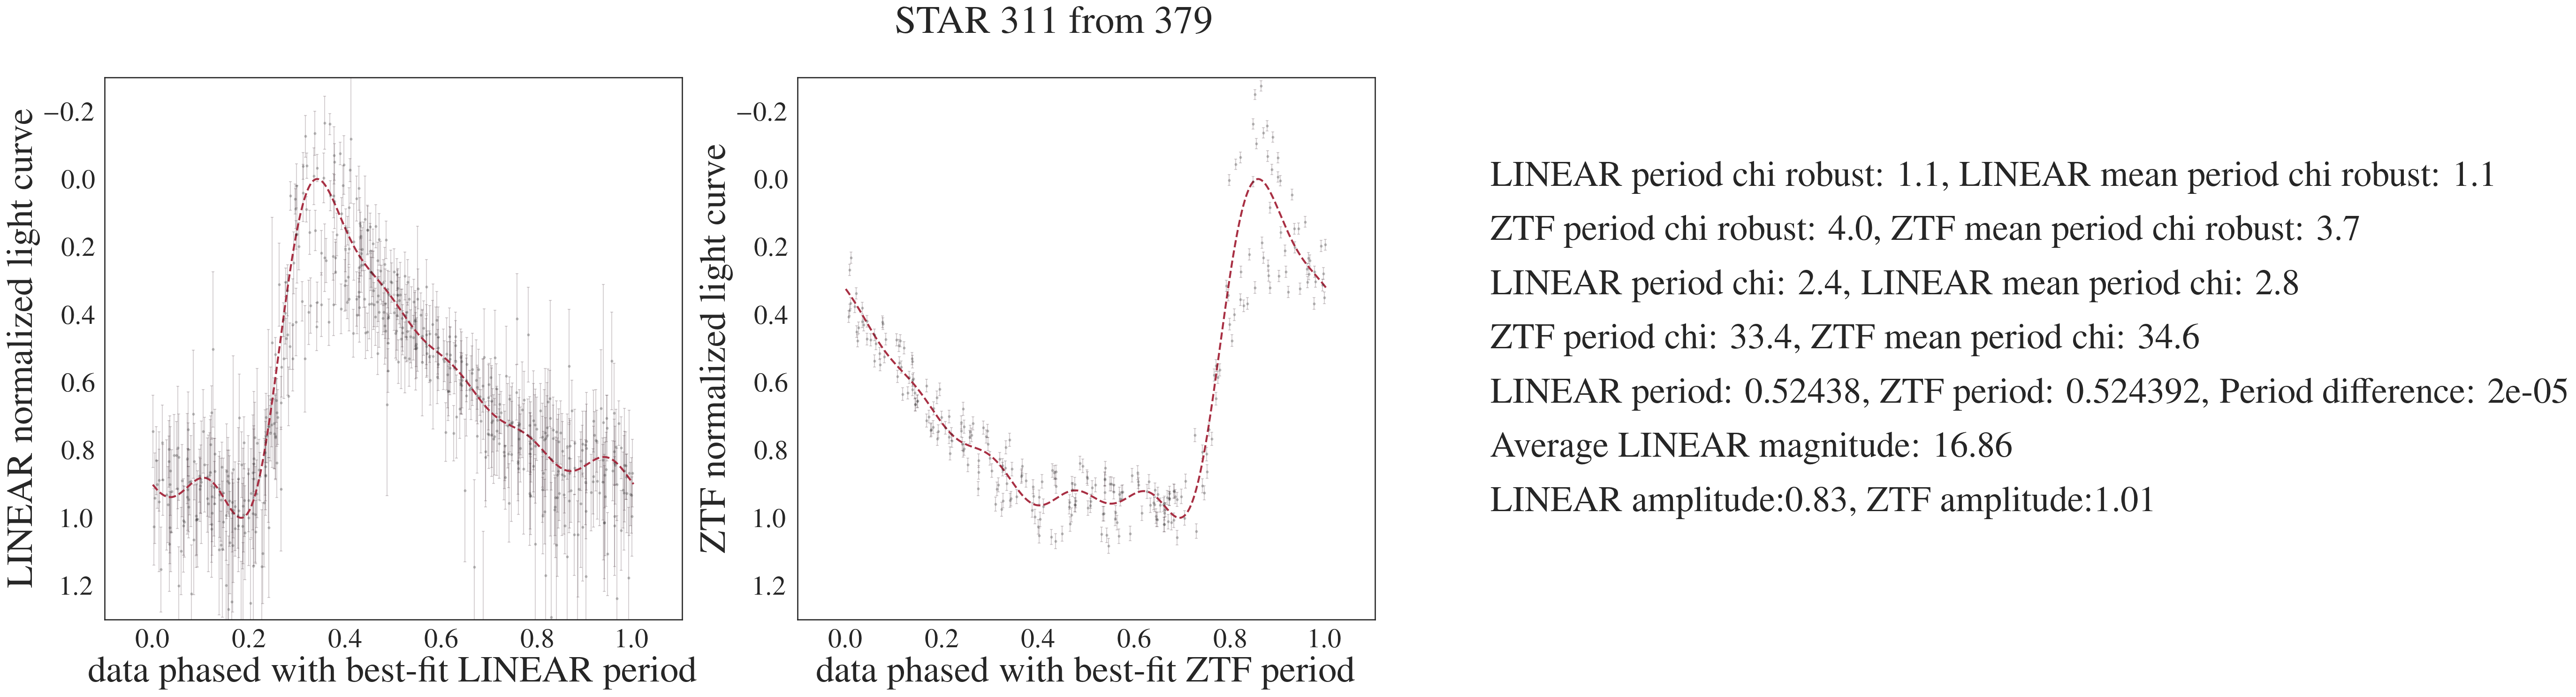 STAR 311 from 379
LINEAR normalized light curve
−0.2
0.0
0.2
0.4
0.6
0.8
1.0
1.2
0.0 0.2 0.4 0.6 0.8 1.0
data phased with best-fit LINEAR period
ZTF normalized light curve
−0.2
0.0
0.2
0.4
0.6
0.8
1.0
1.2
0.0 0.2 0.4 0.6 0.8 1.0
data phased with best-fit ZTF period
LINEAR period chi robust: 1.1, LINEAR mean period chi robust: 1.1
ZTF period chi robust: 4.0, ZTF mean period chi robust: 3.7
LINEAR period chi: 2.4, LINEAR mean period chi: 2.8
ZTF period chi: 33.4, ZTF mean period chi: 34.6
LINEAR period: 0.52438, ZTF period: 0.524392, Period difference: 2e-05
Average LINEAR magnitude: 16.86
LINEAR amplitude:0.83, ZTF amplitude:1.01